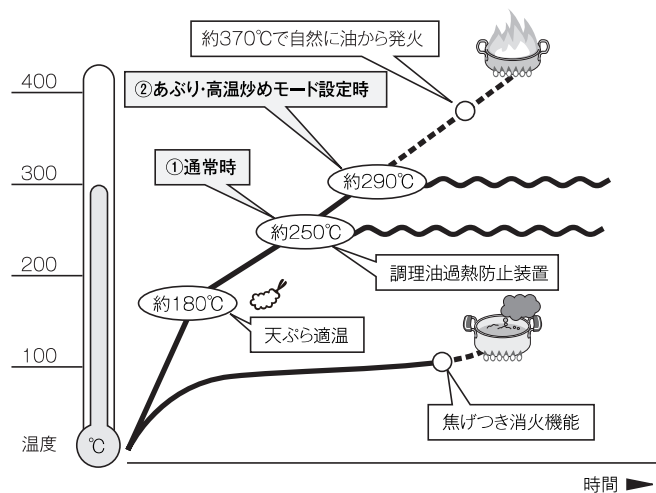 約370℃で自然に油から発火
400
②あぶり・高温炒めモード設定時
300
①通常時
約290℃
約250℃
200
調理油過熱防止装置
約180℃
天ぷら適温
100
焦げつき消火機能
温度
℃
時間